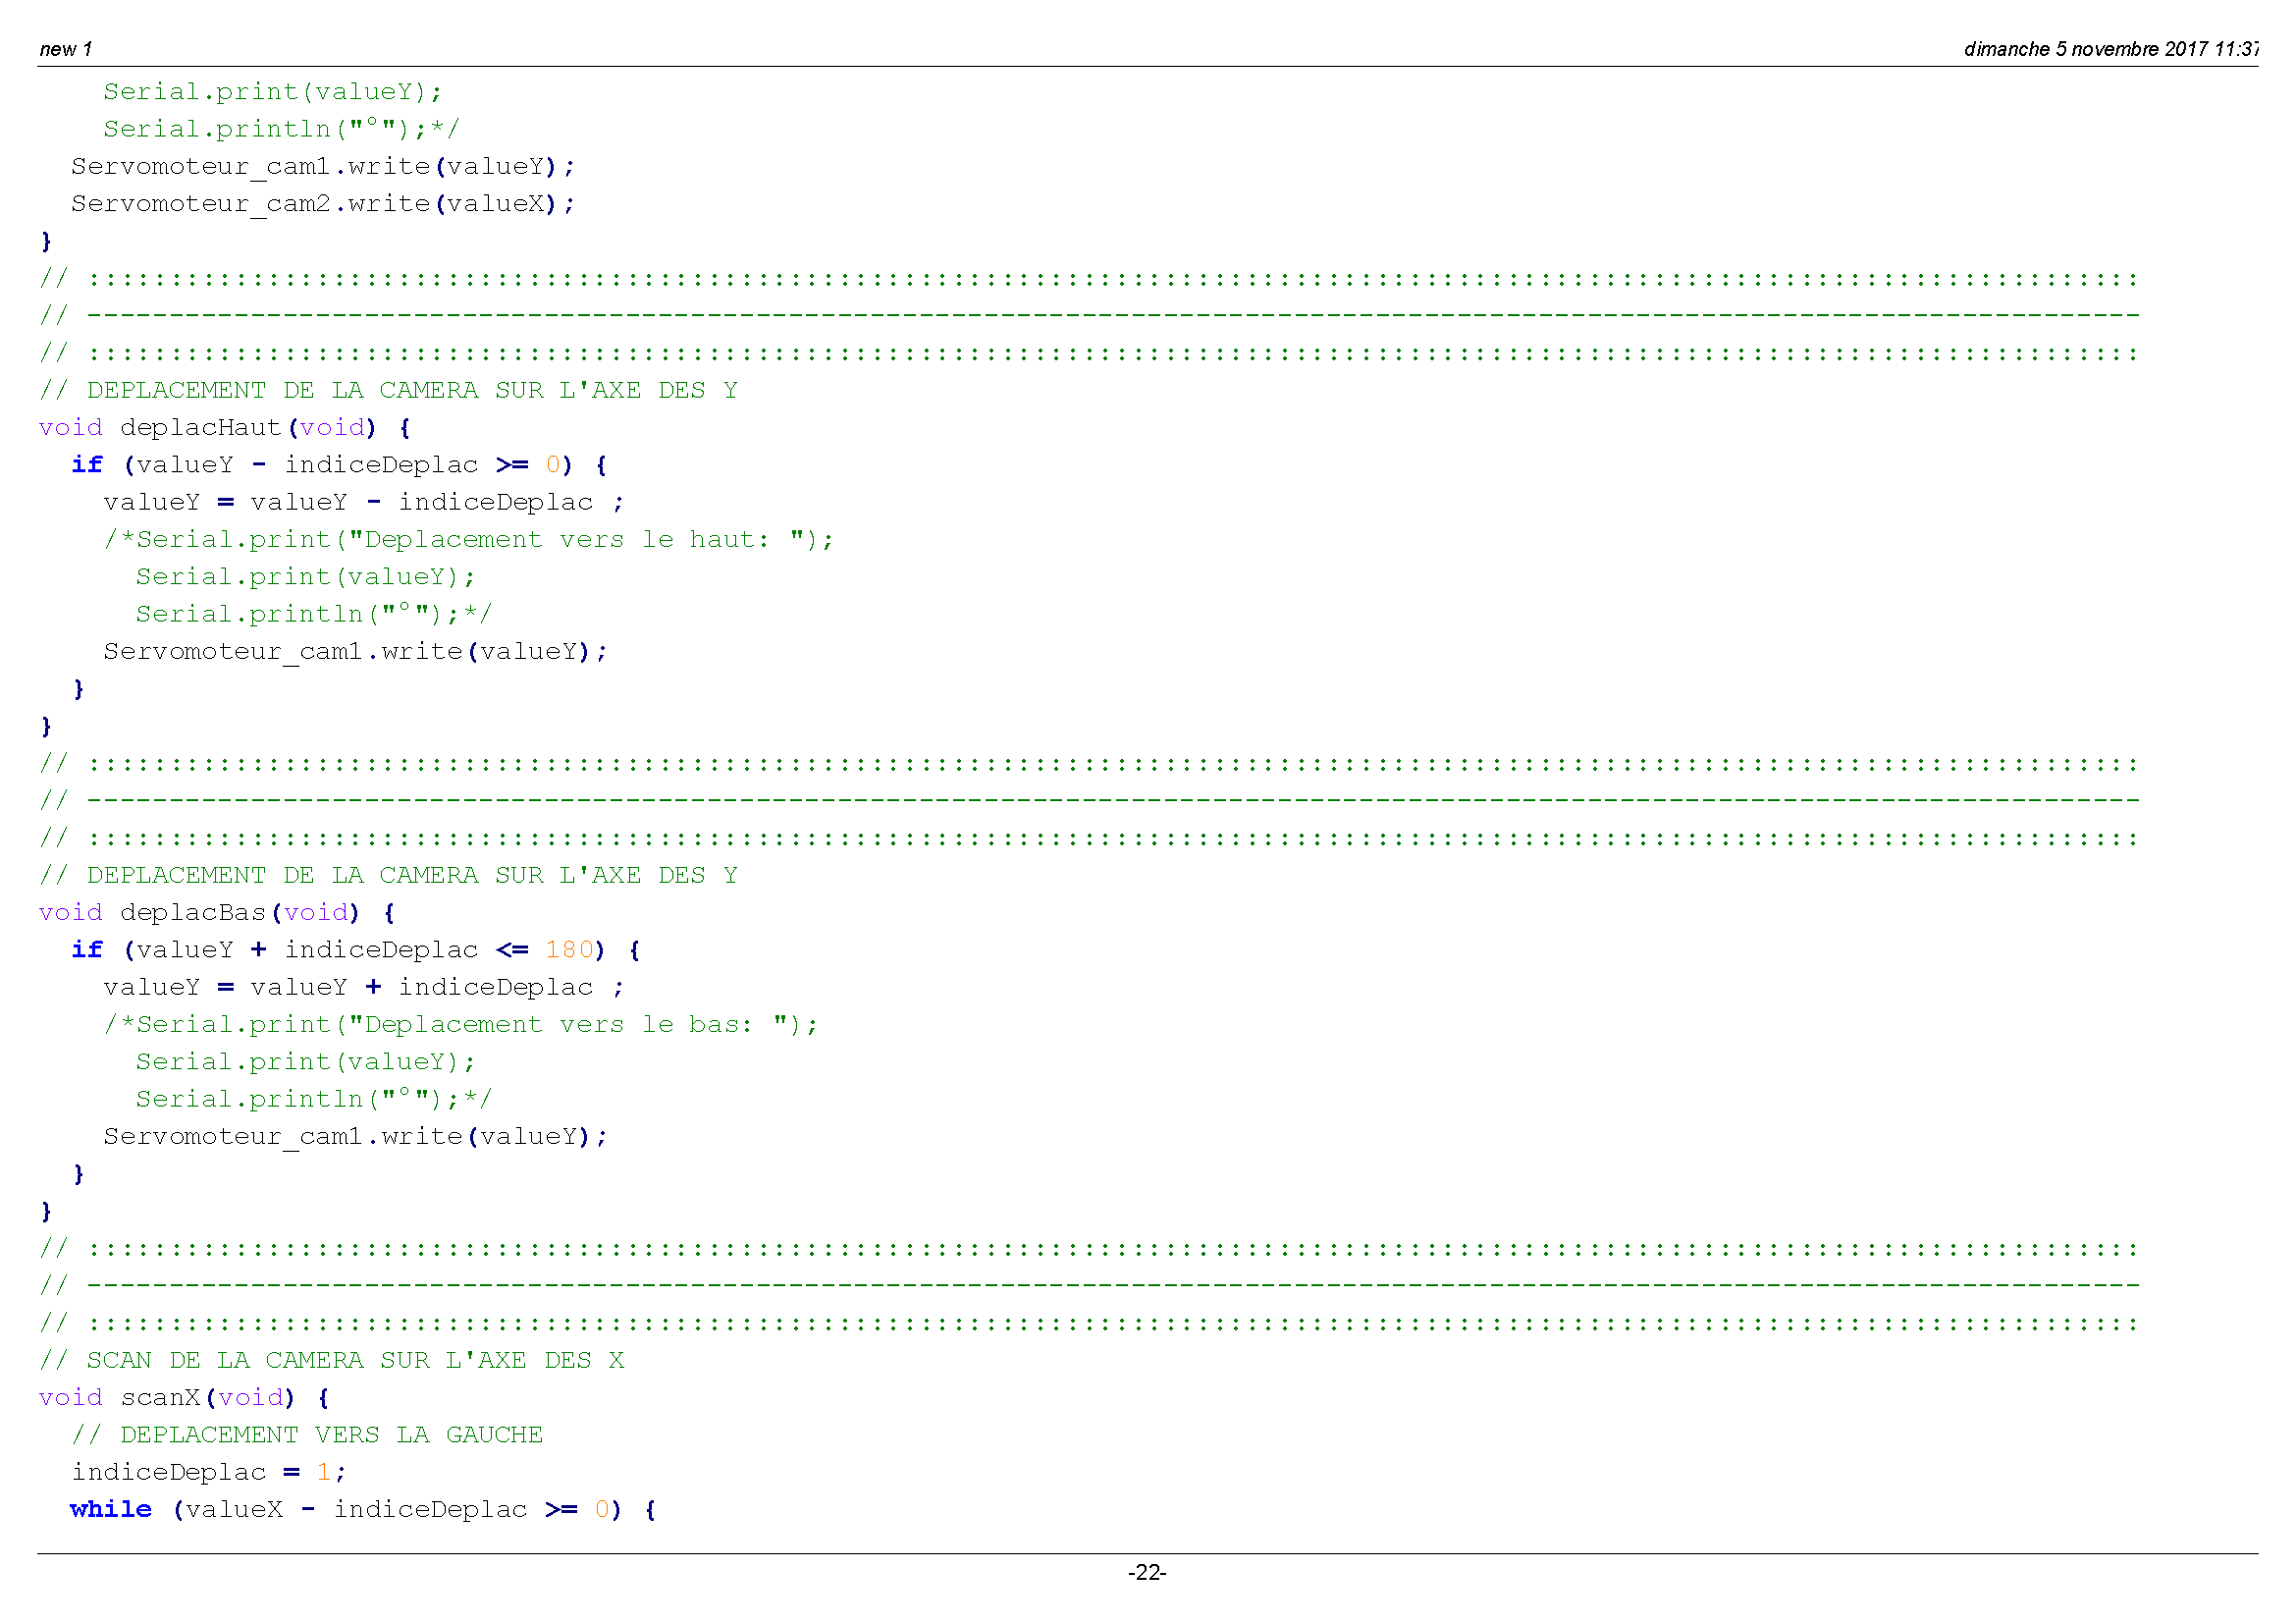 new 1 dimanche 5 novembre 2017 11:37
    Serial.print(valueY);
    Serial.println("°");*/
  Servomoteur_cam1.write(valueY);
  Servomoteur_cam2.write(valueX);
}
// ::::::::::::::::::::::::::::::::::::::::::::::::::::::::::::::::::::::::::::::::::::::::::::::::::::::::::::::::::::::::::::::
// ------------------------------------------------------------------------------------------------------------------------------
// ::::::::::::::::::::::::::::::::::::::::::::::::::::::::::::::::::::::::::::::::::::::::::::::::::::::::::::::::::::::::::::::
// DEPLACEMENT DE LA CAMERA SUR L'AXE DES Y
void deplacHaut(void) {
  if (valueY - indiceDeplac >= 0) {
    valueY = valueY - indiceDeplac ;
    /*Serial.print("Deplacement vers le haut: ");
      Serial.print(valueY);
      Serial.println("°");*/
    Servomoteur_cam1.write(valueY);
  }
}
// ::::::::::::::::::::::::::::::::::::::::::::::::::::::::::::::::::::::::::::::::::::::::::::::::::::::::::::::::::::::::::::::
// ------------------------------------------------------------------------------------------------------------------------------
// ::::::::::::::::::::::::::::::::::::::::::::::::::::::::::::::::::::::::::::::::::::::::::::::::::::::::::::::::::::::::::::::
// DEPLACEMENT DE LA CAMERA SUR L'AXE DES Y
void deplacBas(void) {
  if (valueY + indiceDeplac <= 180) {
    valueY = valueY + indiceDeplac ;
    /*Serial.print("Deplacement vers le bas: ");
      Serial.print(valueY);
      Serial.println("°");*/
    Servomoteur_cam1.write(valueY);
  }
}
// ::::::::::::::::::::::::::::::::::::::::::::::::::::::::::::::::::::::::::::::::::::::::::::::::::::::::::::::::::::::::::::::
// ------------------------------------------------------------------------------------------------------------------------------
// ::::::::::::::::::::::::::::::::::::::::::::::::::::::::::::::::::::::::::::::::::::::::::::::::::::::::::::::::::::::::::::::
// SCAN DE LA CAMERA SUR L'AXE DES X
void scanX(void) {
  // DEPLACEMENT VERS LA GAUCHE
  indiceDeplac = 1;
  while (valueX - indiceDeplac >= 0) {
-22-